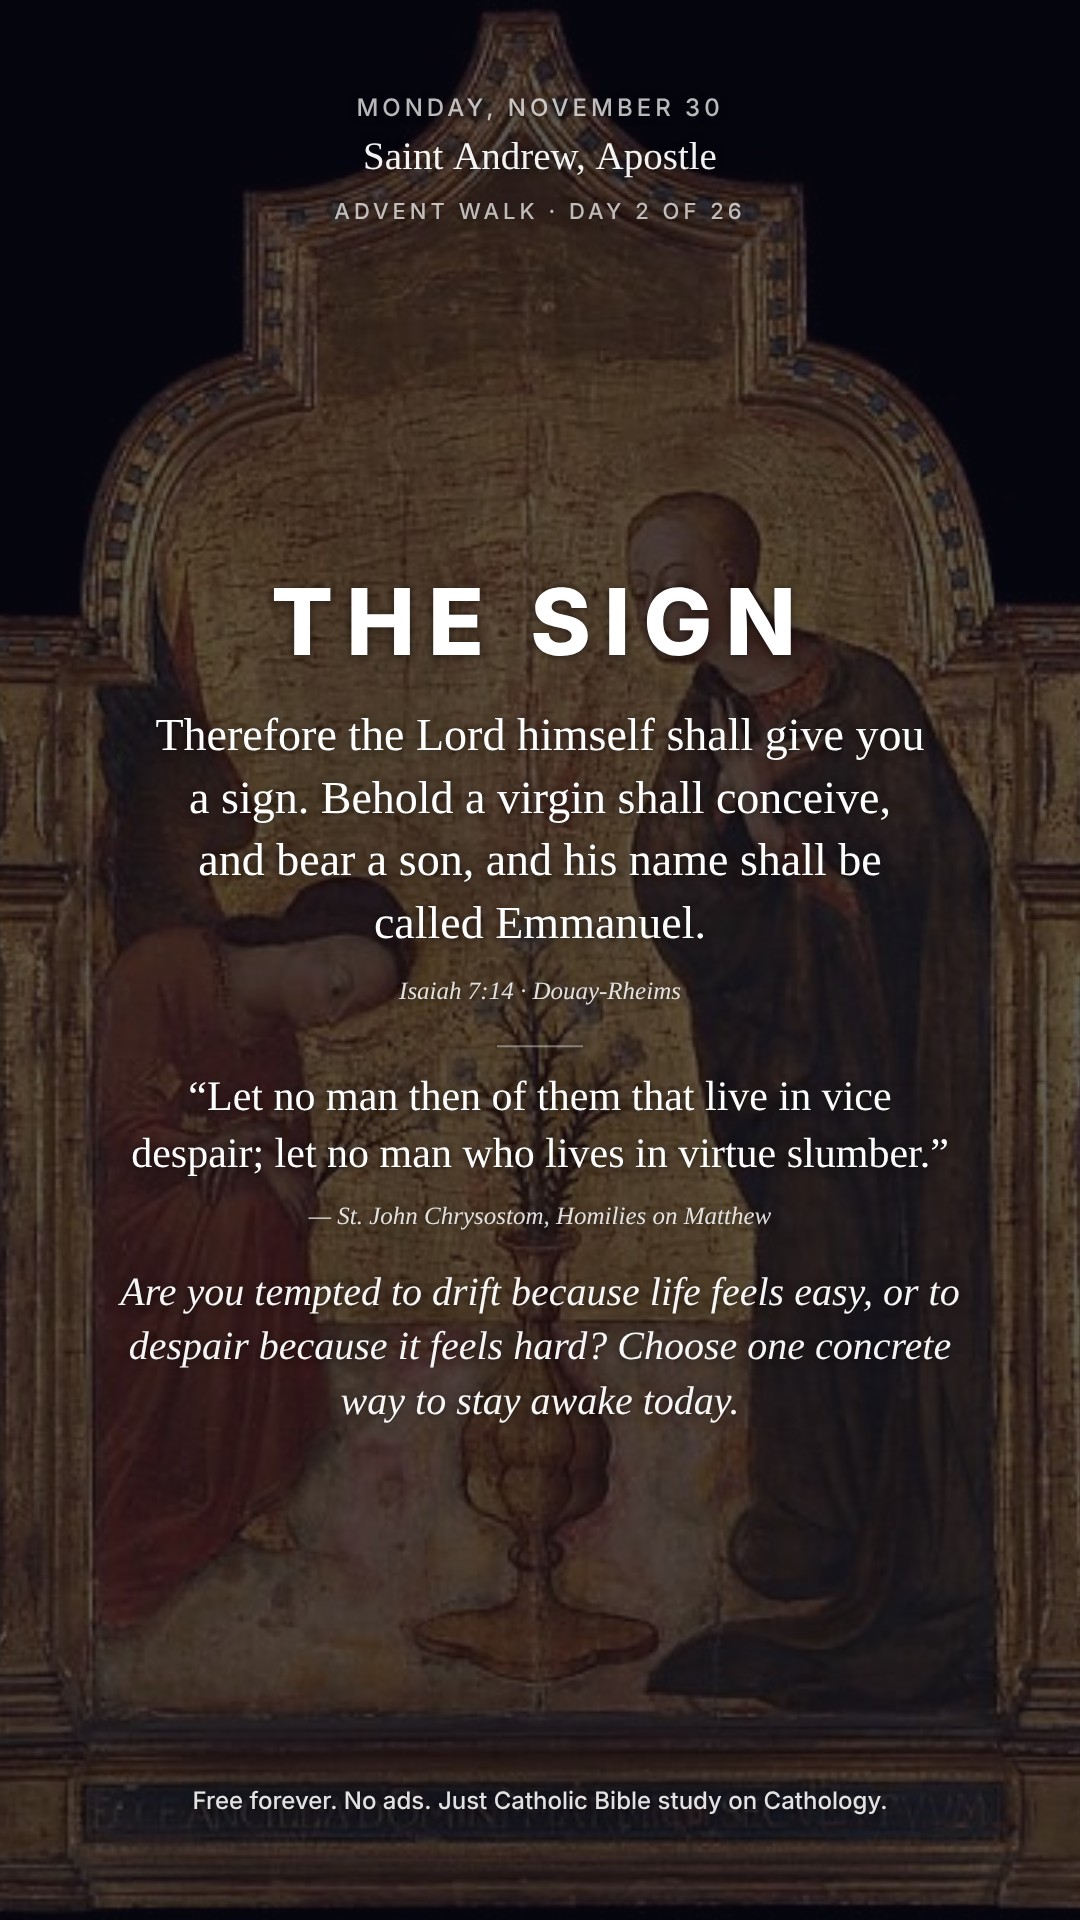 MONDAY, NOVEMBER 30
Saint Andrew, Apostle
ADVENT WALK · DAY 2 OF 26
THE SIGN
Therefore the Lord himself shall give you
a sign. Behold a virgin shall conceive,
and bear a son, and his name shall be
called Emmanuel.
Isaiah 7:14 · Douay-Rheims
“Let no man then of them that live in vice
despair; let no man who lives in virtue slumber.”
— St. John Chrysostom, Homilies on Matthew
Are you tempted to drift because life feels easy, or to
despair because it feels hard? Choose one concrete
way to stay awake today.
Free forever. No ads. Just Catholic Bible study on Cathology.